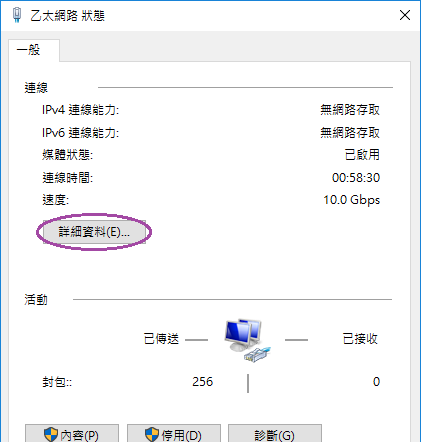 乙太網路 狀態
一般
連線
IPv4 連線能力: 無網路存取
IPv6 連線能力: 無網路存取
媒體狀態: 已啟用
連線時間: 00:58:30
速度: 10.0 Gbps
詳細資料(E)...
活動
已傳送 已接收
封包:: 256 0
內容(P) 停用(D) 診斷(G)